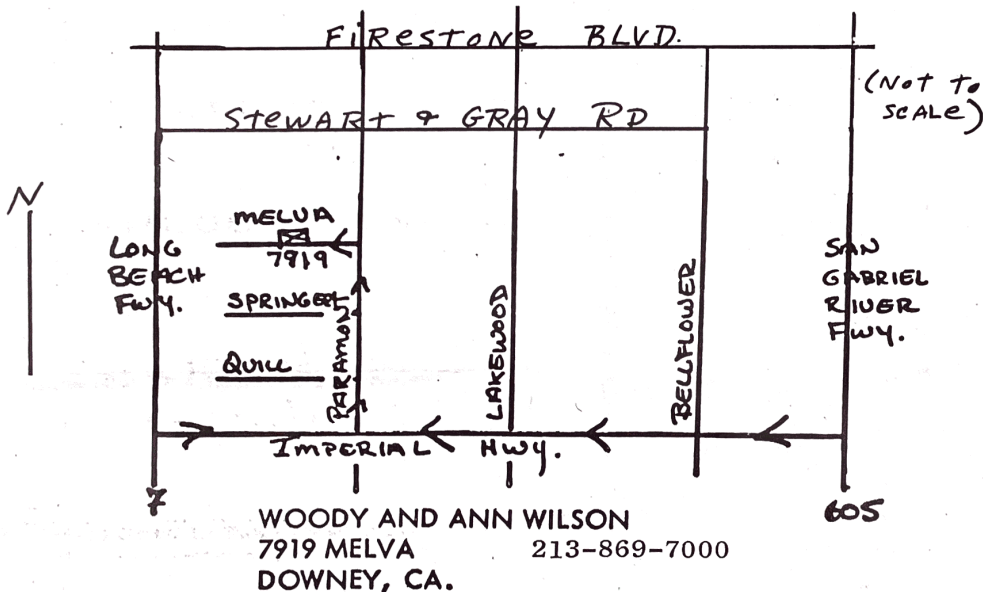 FIRESTONE BLVD.
(NOT TO
SCALE)
STEWART & GRAY RD
N
MELVA
7919
LONG
BEACH
FWY.
SAN
GABRIEL
RIVER
FWY.
SPRINGER
QUILL
PARAMONT
LAKEWOOD
BELLFLOWER
IMPERIAL HWY.
7
605
WOODY AND ANN WILSON
7919 MELVA 213-869-7000
DOWNEY, CA.